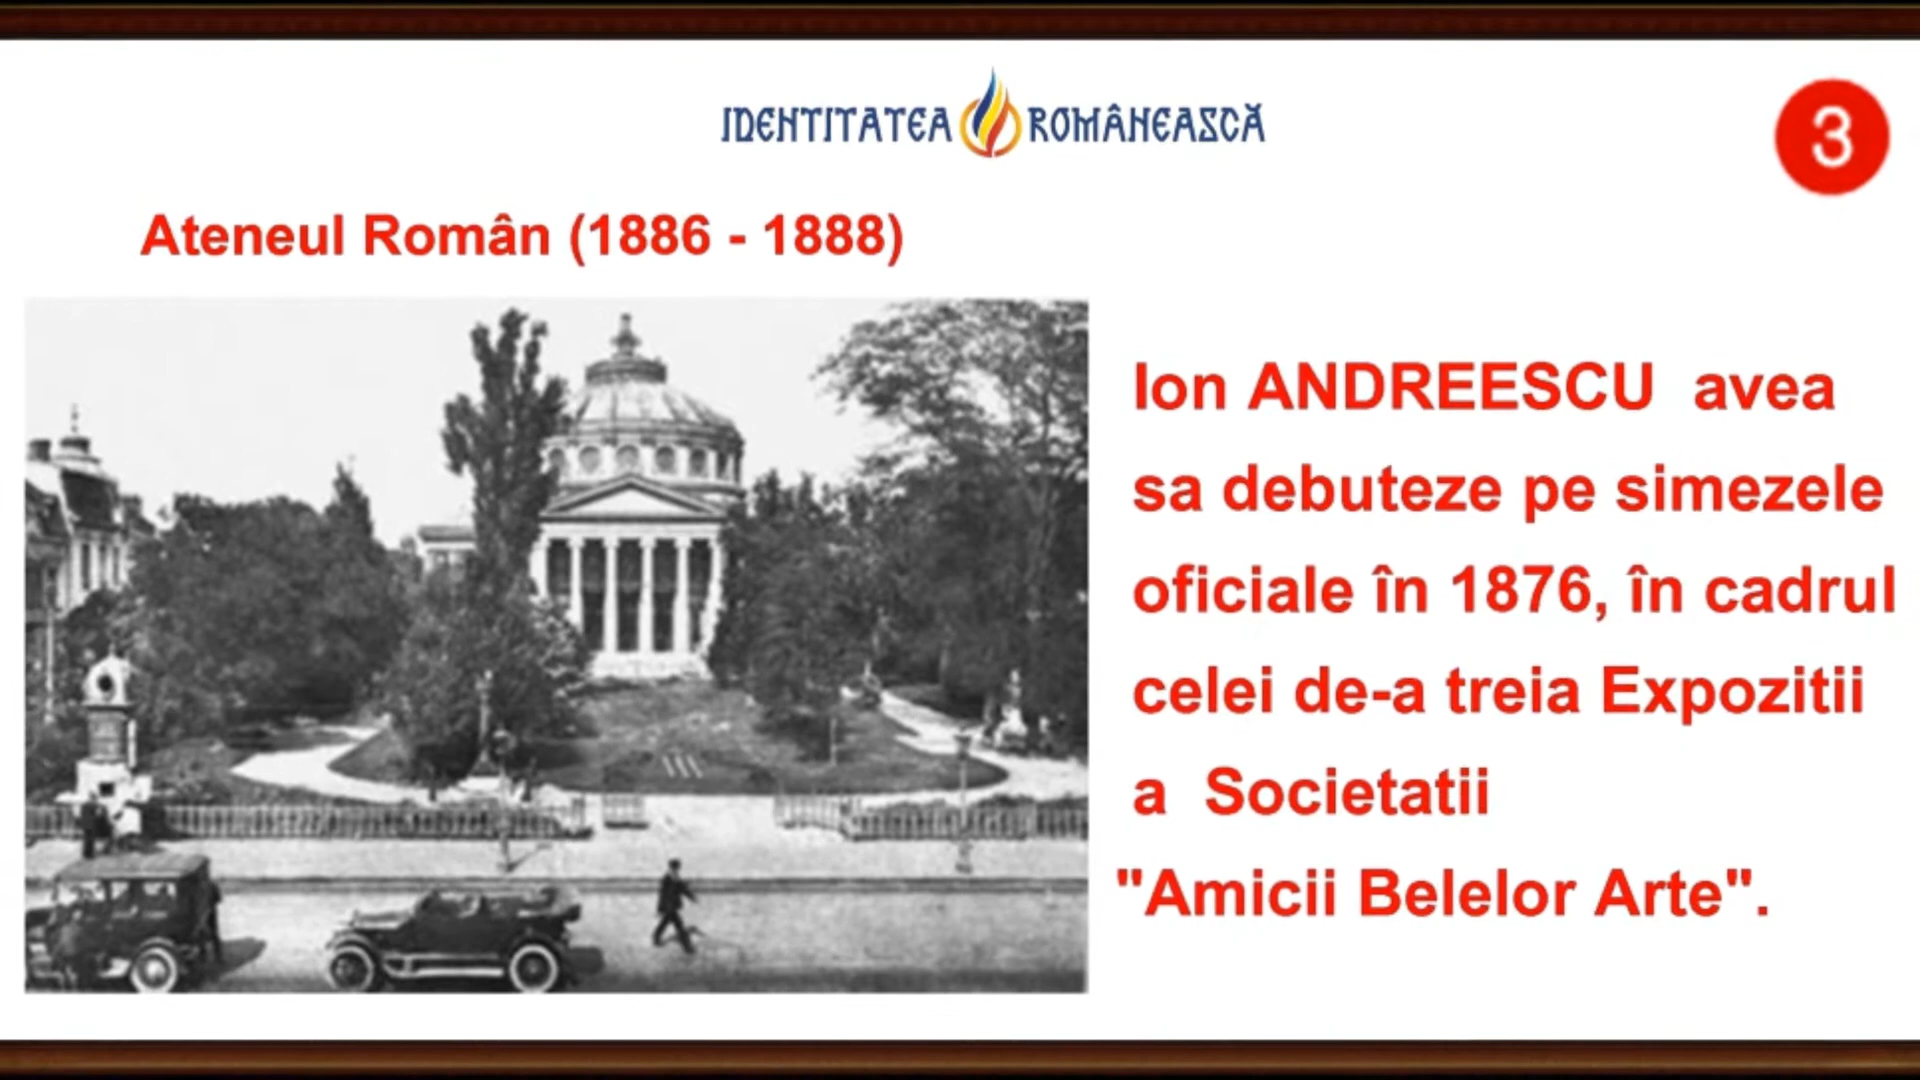 IDENTITATEA ROMÂNEASCĂ
3
Ateneul Român (1886 - 1888)
Ion ANDREESCU avea
sa debuteze pe simezele
oficiale în 1876, în cadrul
celei de-a treia Expozitii
a Societatii
"Amicii Belelor Arte".